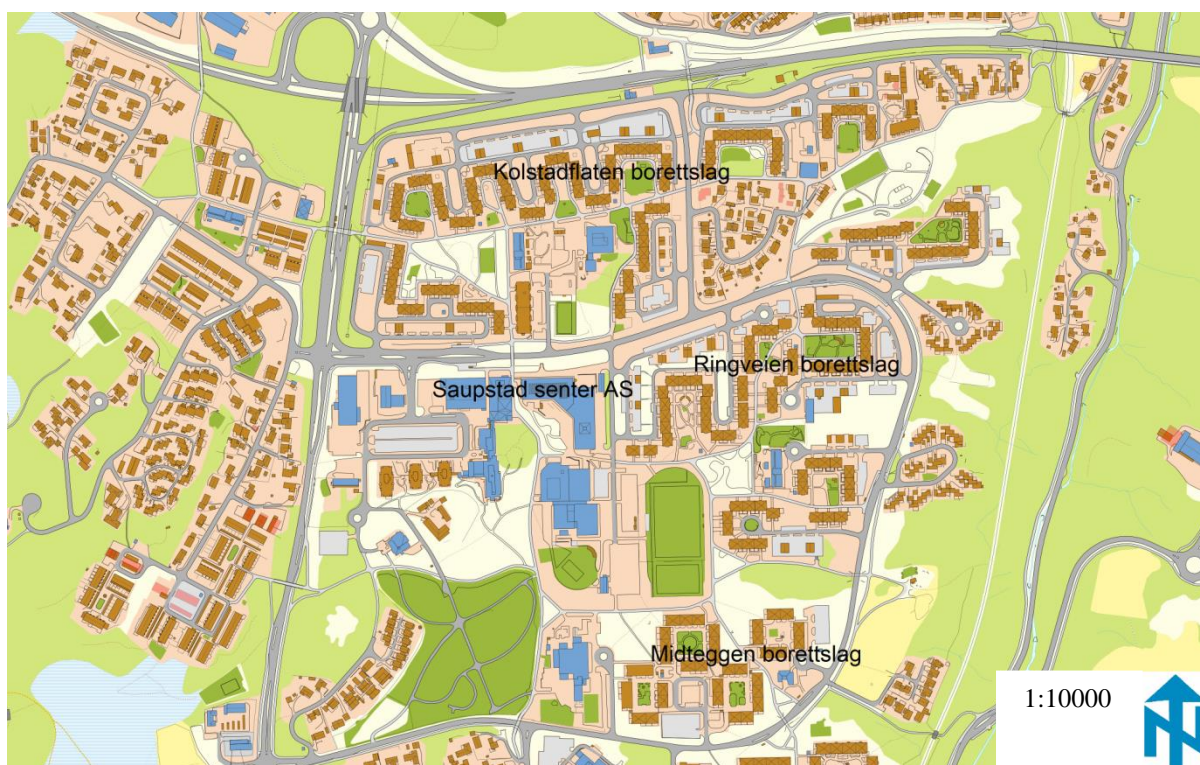 Kolstadflaten borettslag
Ringveien borettslag
Saupstad senter AS
Midteggen borettslag
1:10000
N